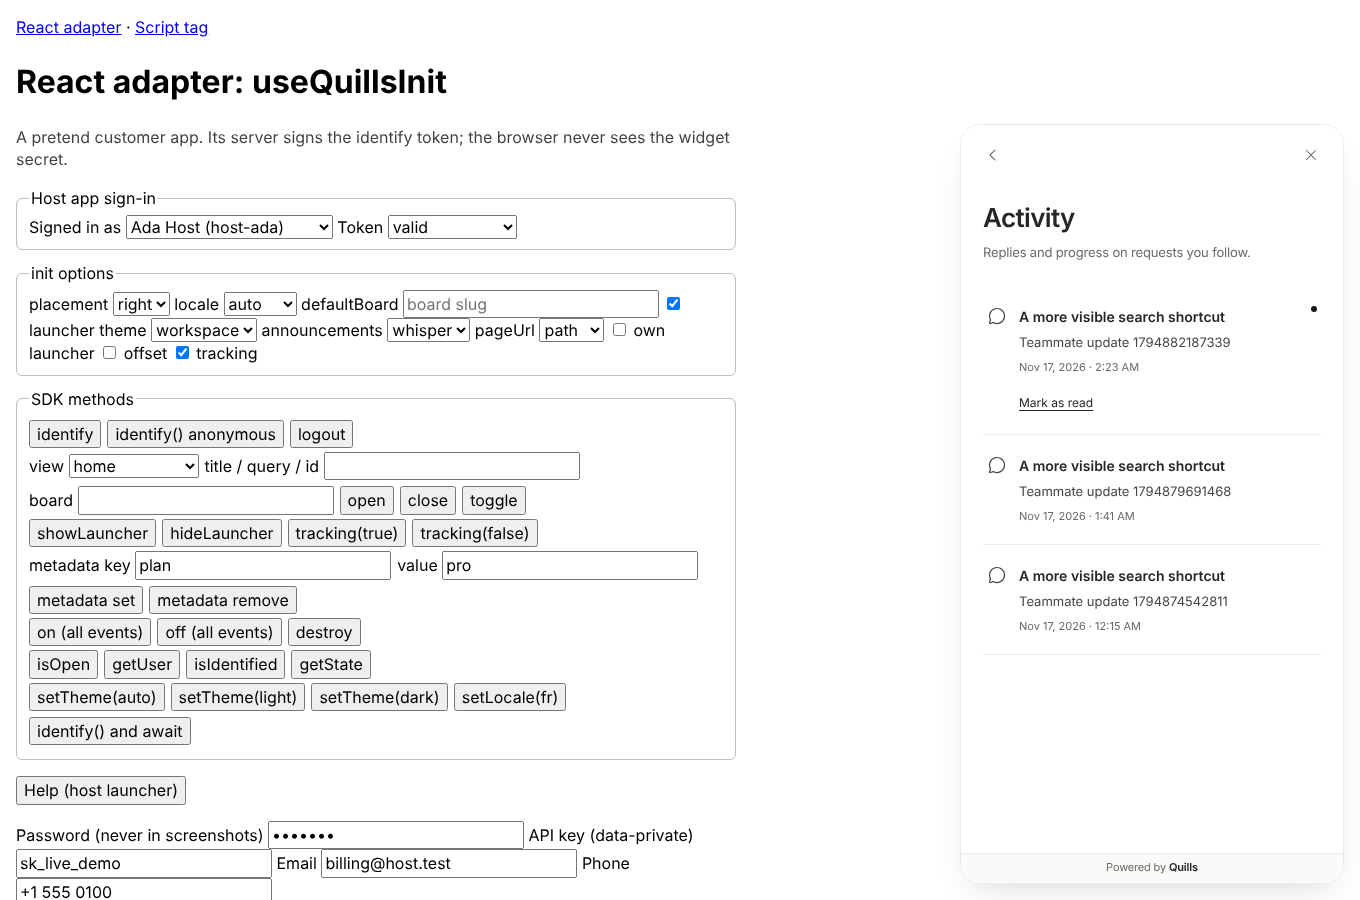 React adapter · Script tag
React adapter: useQuillsInit
A pretend customer app. Its server signs the identify token; the browser never sees the widget
secret.
Host app sign-in
Signed in as Ada Host (host-ada) Token valid
init options
placement right locale auto defaultBoard board slug
launcher theme workspace announcements whisper pageUrl path own
launcher offset tracking
SDK methods
identify identify() anonymous logout
view home title / query / id
board open close toggle
showLauncher hideLauncher tracking(true) tracking(false)
metadata key plan value pro
metadata set metadata remove
on (all events) off (all events) destroy
isOpen getUser isIdentified getState
setTheme(auto) setTheme(light) setTheme(dark) setLocale(fr)
identify() and await
Help (host launcher)
Password (never in screenshots) ••••••• API key (data-private)
sk_live_demo Email billing@host.test Phone
+1 555 0100
Activity
Replies and progress on requests you follow.
A more visible search shortcut
Teammate update 1794882187339
Nov 17, 2026 · 2:23 AM
Mark as read
A more visible search shortcut
Teammate update 1794879691468
Nov 17, 2026 · 1:41 AM
A more visible search shortcut
Teammate update 1794874542811
Nov 17, 2026 · 12:15 AM
Powered by Quills